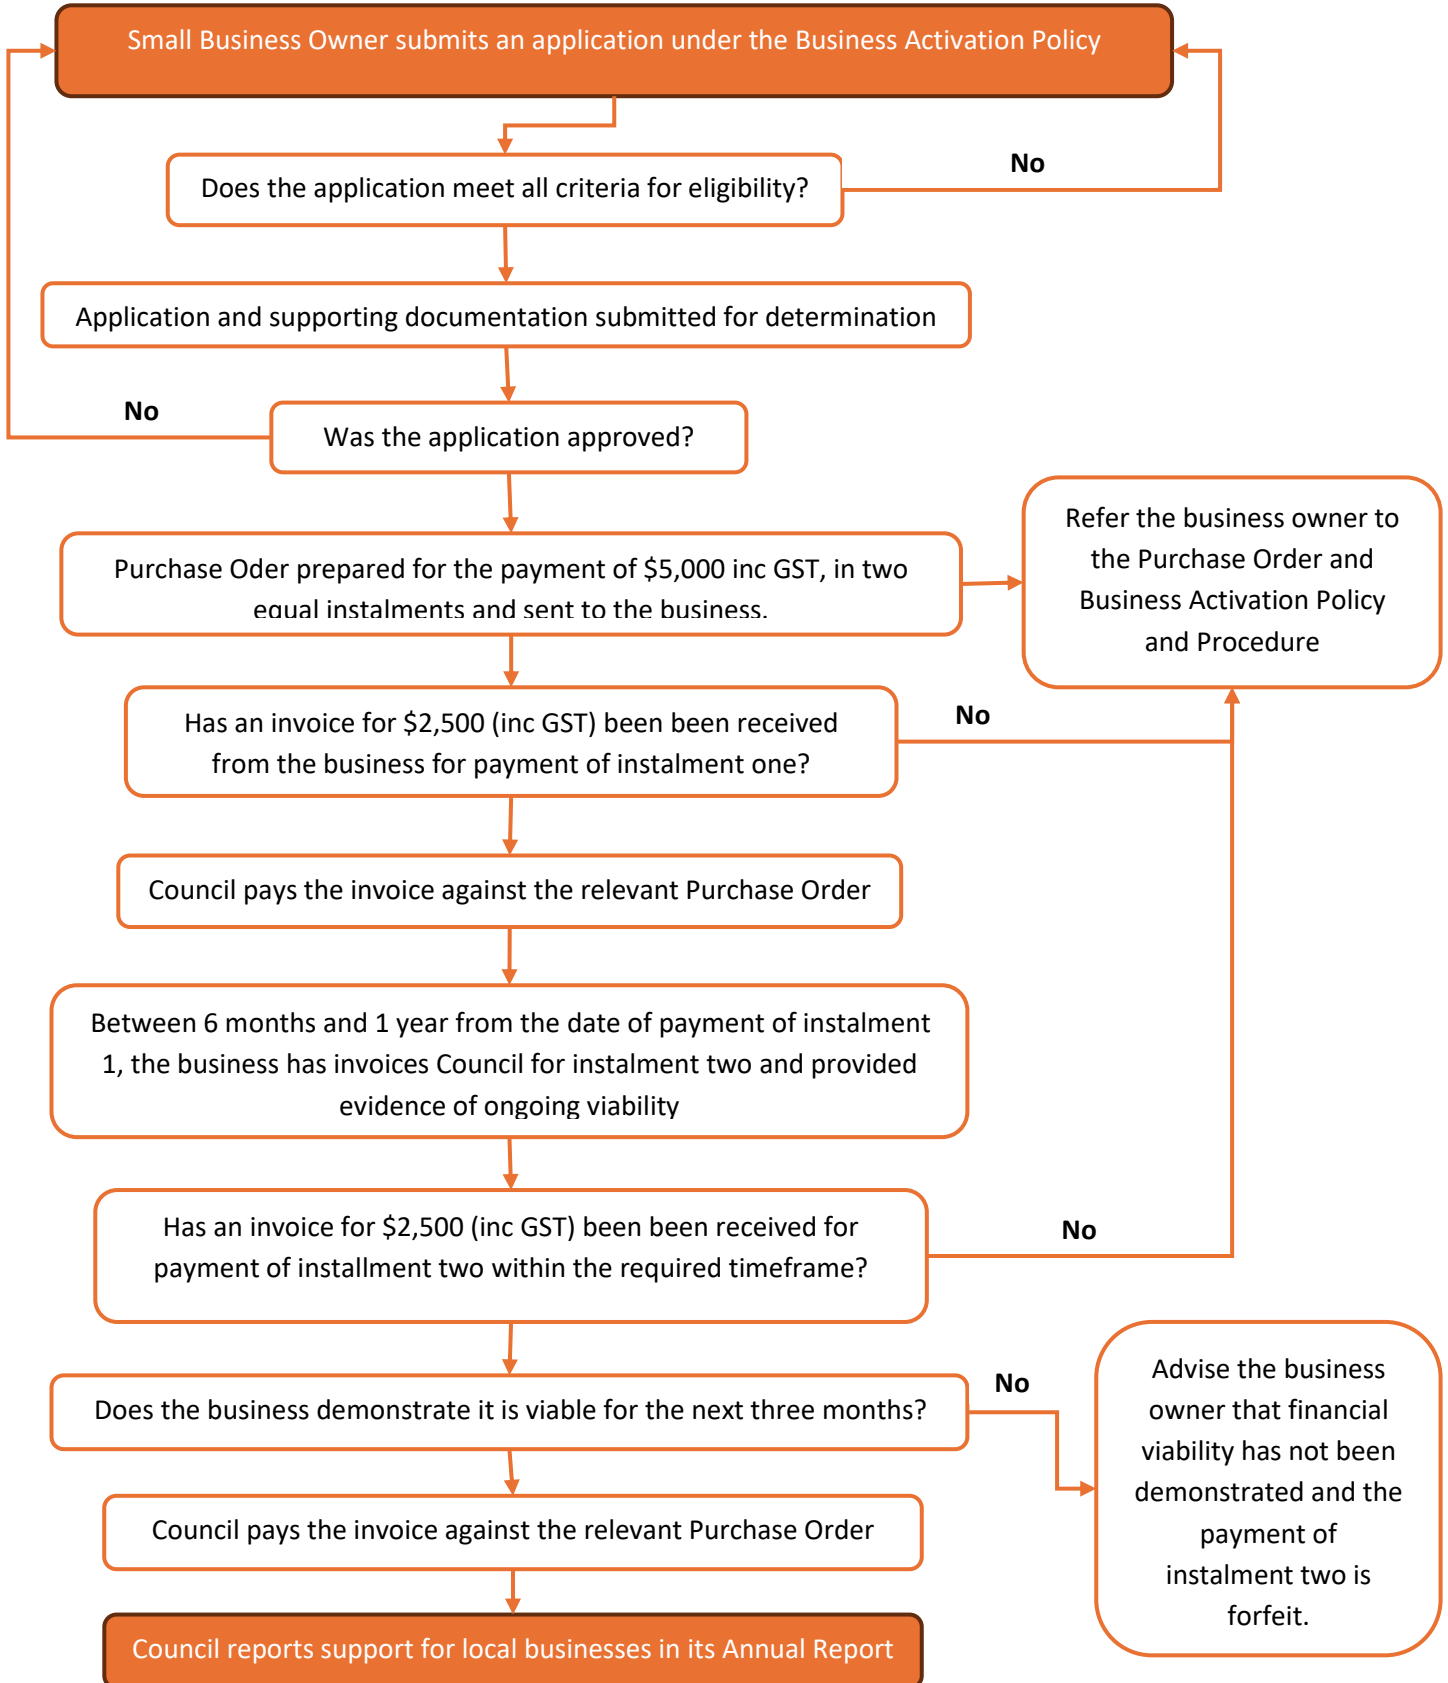 Small Business Owner submits an application under the Business Activation Policy
No
Does the application meet all criteria for eligibility?
Application and supporting documentation submitted for determination
No
Was the application approved?
Purchase Oder prepared for the payment of $5,000 inc GST, in two
equal instalments and sent to the business.
Refer the business owner to
the Purchase Order and
Business Activation Policy
and Procedure
Has an invoice for $2,500 (inc GST) been been received
from the business for payment of instalment one?
No
Council pays the invoice against the relevant Purchase Order
Between 6 months and 1 year from the date of payment of instalment
1, the business has invoices Council for instalment two and provided
evidence of ongoing viability
Has an invoice for $2,500 (inc GST) been been received for
payment of installment two within the required timeframe?
No
Does the business demonstrate it is viable for the next three months?
No
Advise the business
owner that financial
viability has not been
demonstrated and the
payment of
instalment two is
forfeit.
Council pays the invoice against the relevant Purchase Order
Council reports support for local businesses in its Annual Report